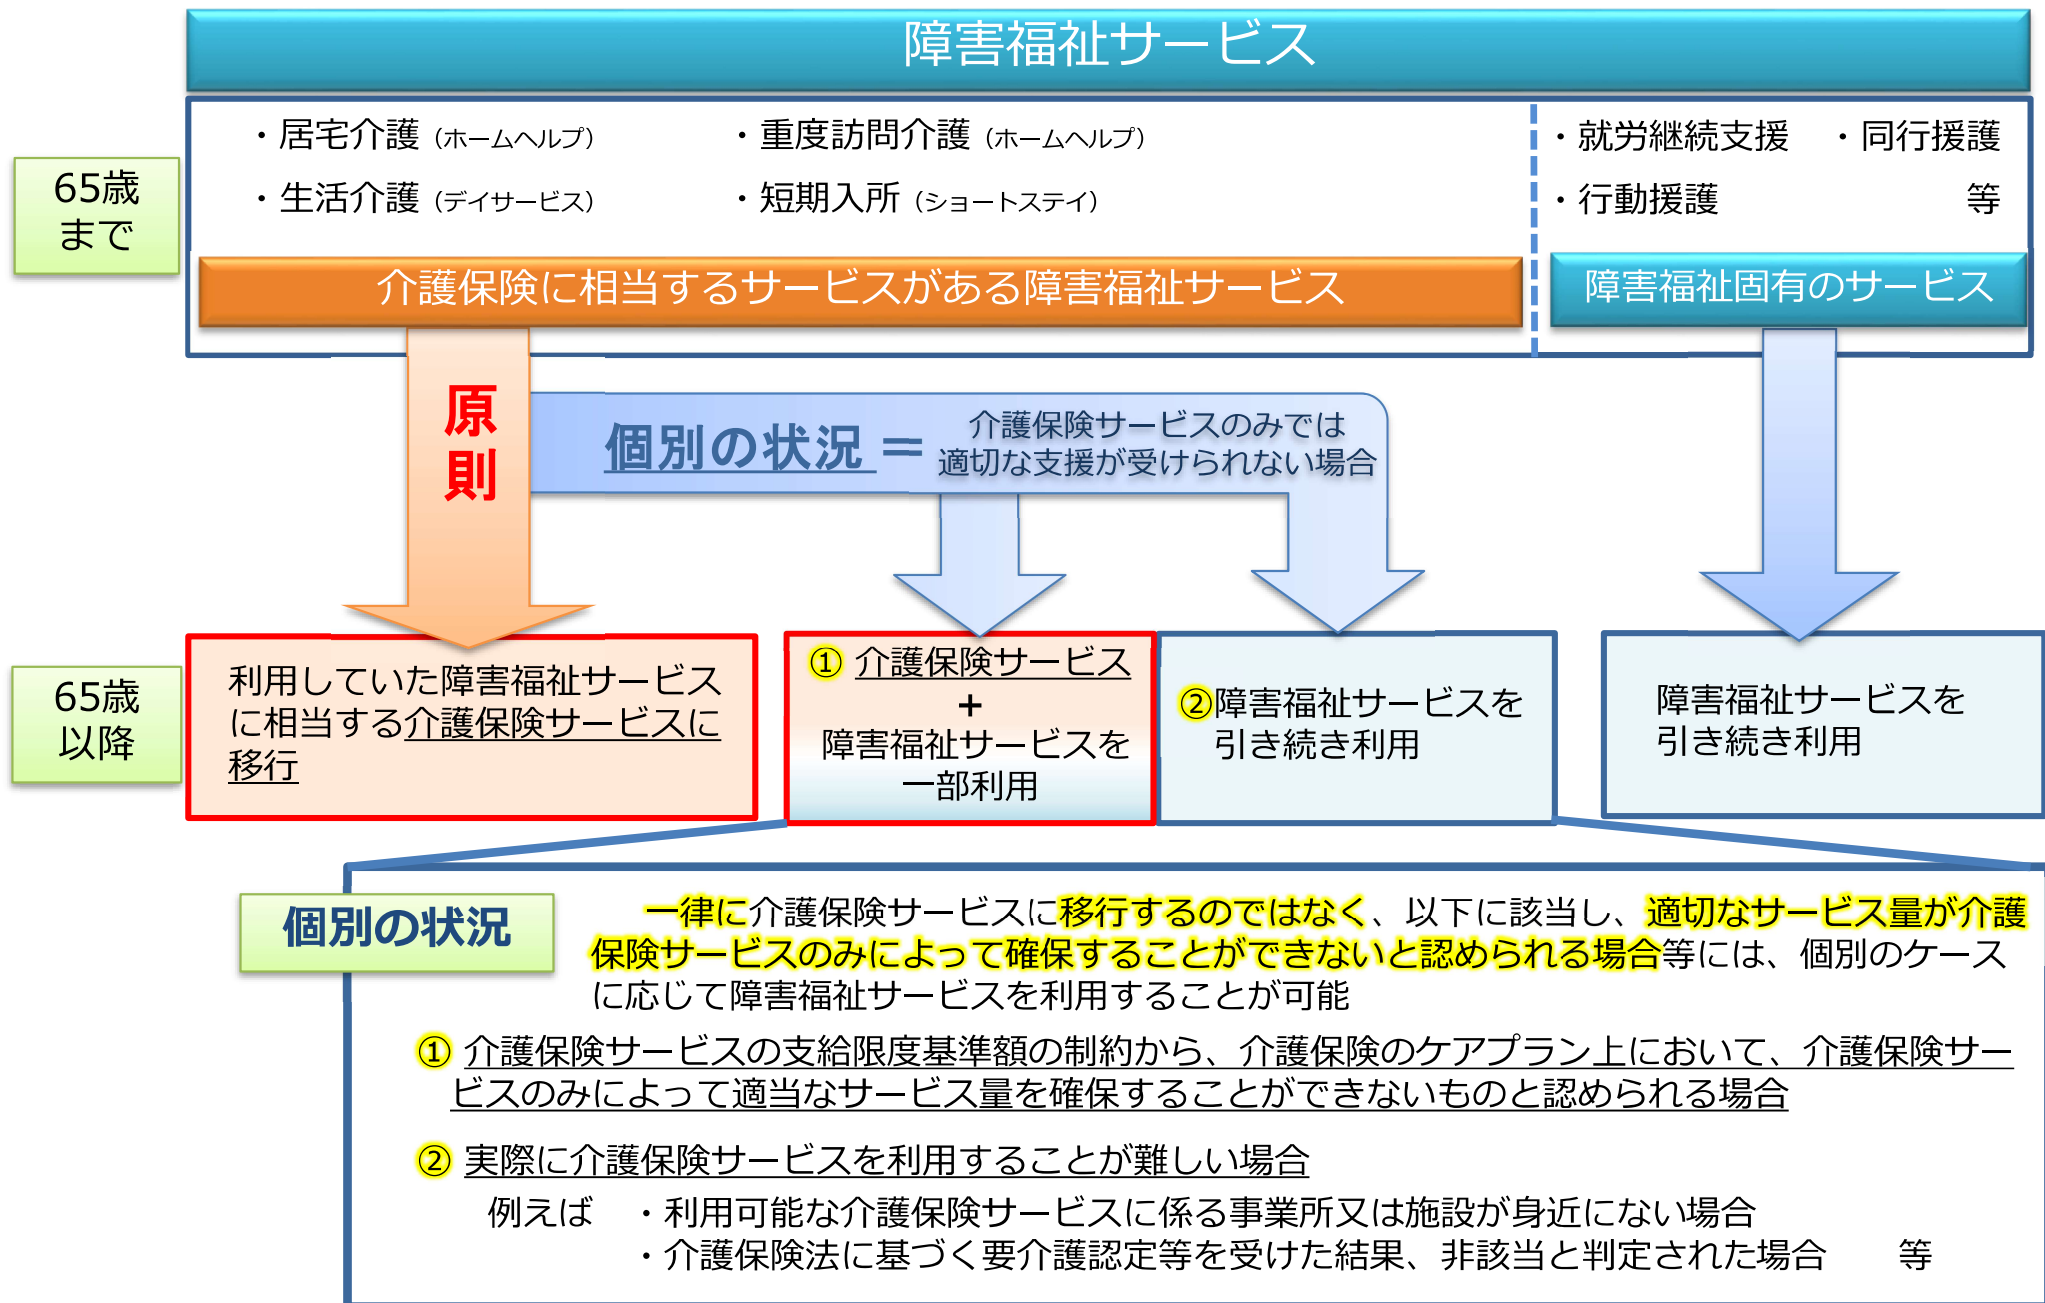 障害福祉サービス
65歳
まで
・居宅介護（ホームヘルプ）
・重度訪問介護（ホームヘルプ）
・生活介護（デイサービス）
・短期入所（ショートステイ）
・就労継続支援　・同行援護
・行動援護　等
介護保険に相当するサービスがある障害福祉サービス
障害福祉固有のサービス
原
則
個別の状況＝
介護保険サービスのみでは
適切な支援が受けられない場合
65歳
以降
利用していた障害福祉サービス
に相当する介護保険サービスに
移行
① 介護保険サービス
＋
障害福祉サービスを
一部利用
②障害福祉サービスを
引き続き利用
障害福祉サービスを
引き続き利用
個別の状況
一律に介護保険サービスに移行するのではなく、以下に該当し、適切なサービス量が介護
保険サービスのみによって確保することができないと認められる場合等には、個別のケース
に応じて障害福祉サービスを利用することが可能
① 介護保険サービスの支給限度基準額の制約から、介護保険のケアプラン上において、介護保険サー
ビスのみによって適当なサービス量を確保することができないものと認められる場合
② 実際に介護保険サービスを利用することが難しい場合
例えば　・利用可能な介護保険サービスに係る事業所又は施設が身近にない場合
・介護保険法に基づく要介護認定等を受けた結果、非該当と判定された場合　等